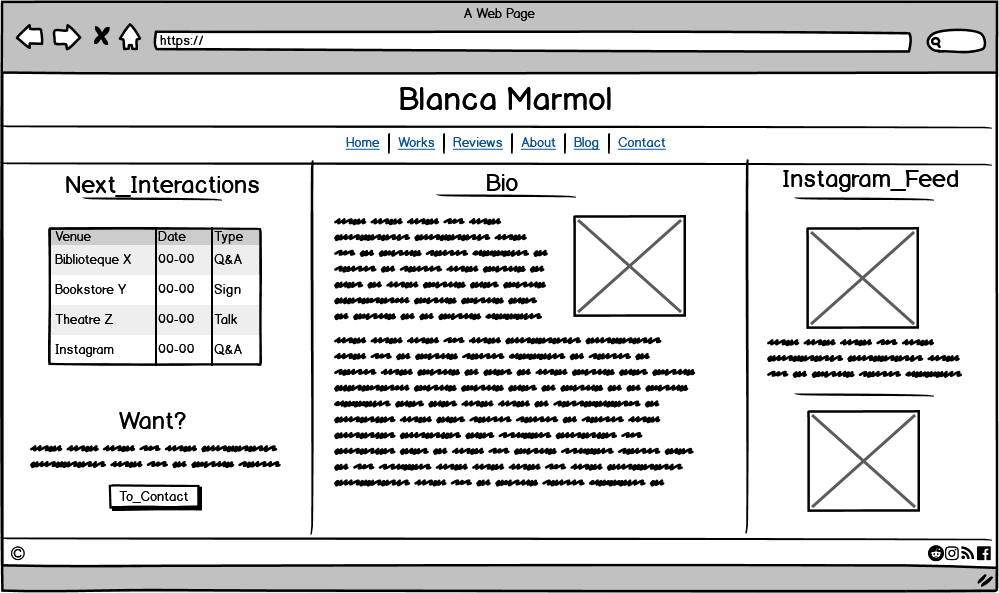 A Web Page
https://
Blanca Marmol
Home | Works | Reviews | About | Blog | Contact
Next_Interactions
Venue Date Type
Biblioteque X 00-00 Q&A
Bookstore Y 00-00 Sign
Theatre Z 00-00 Talk
Instagram 00-00 Q&A
Want?
To_Contact
Bio
Instagram_Feed
©